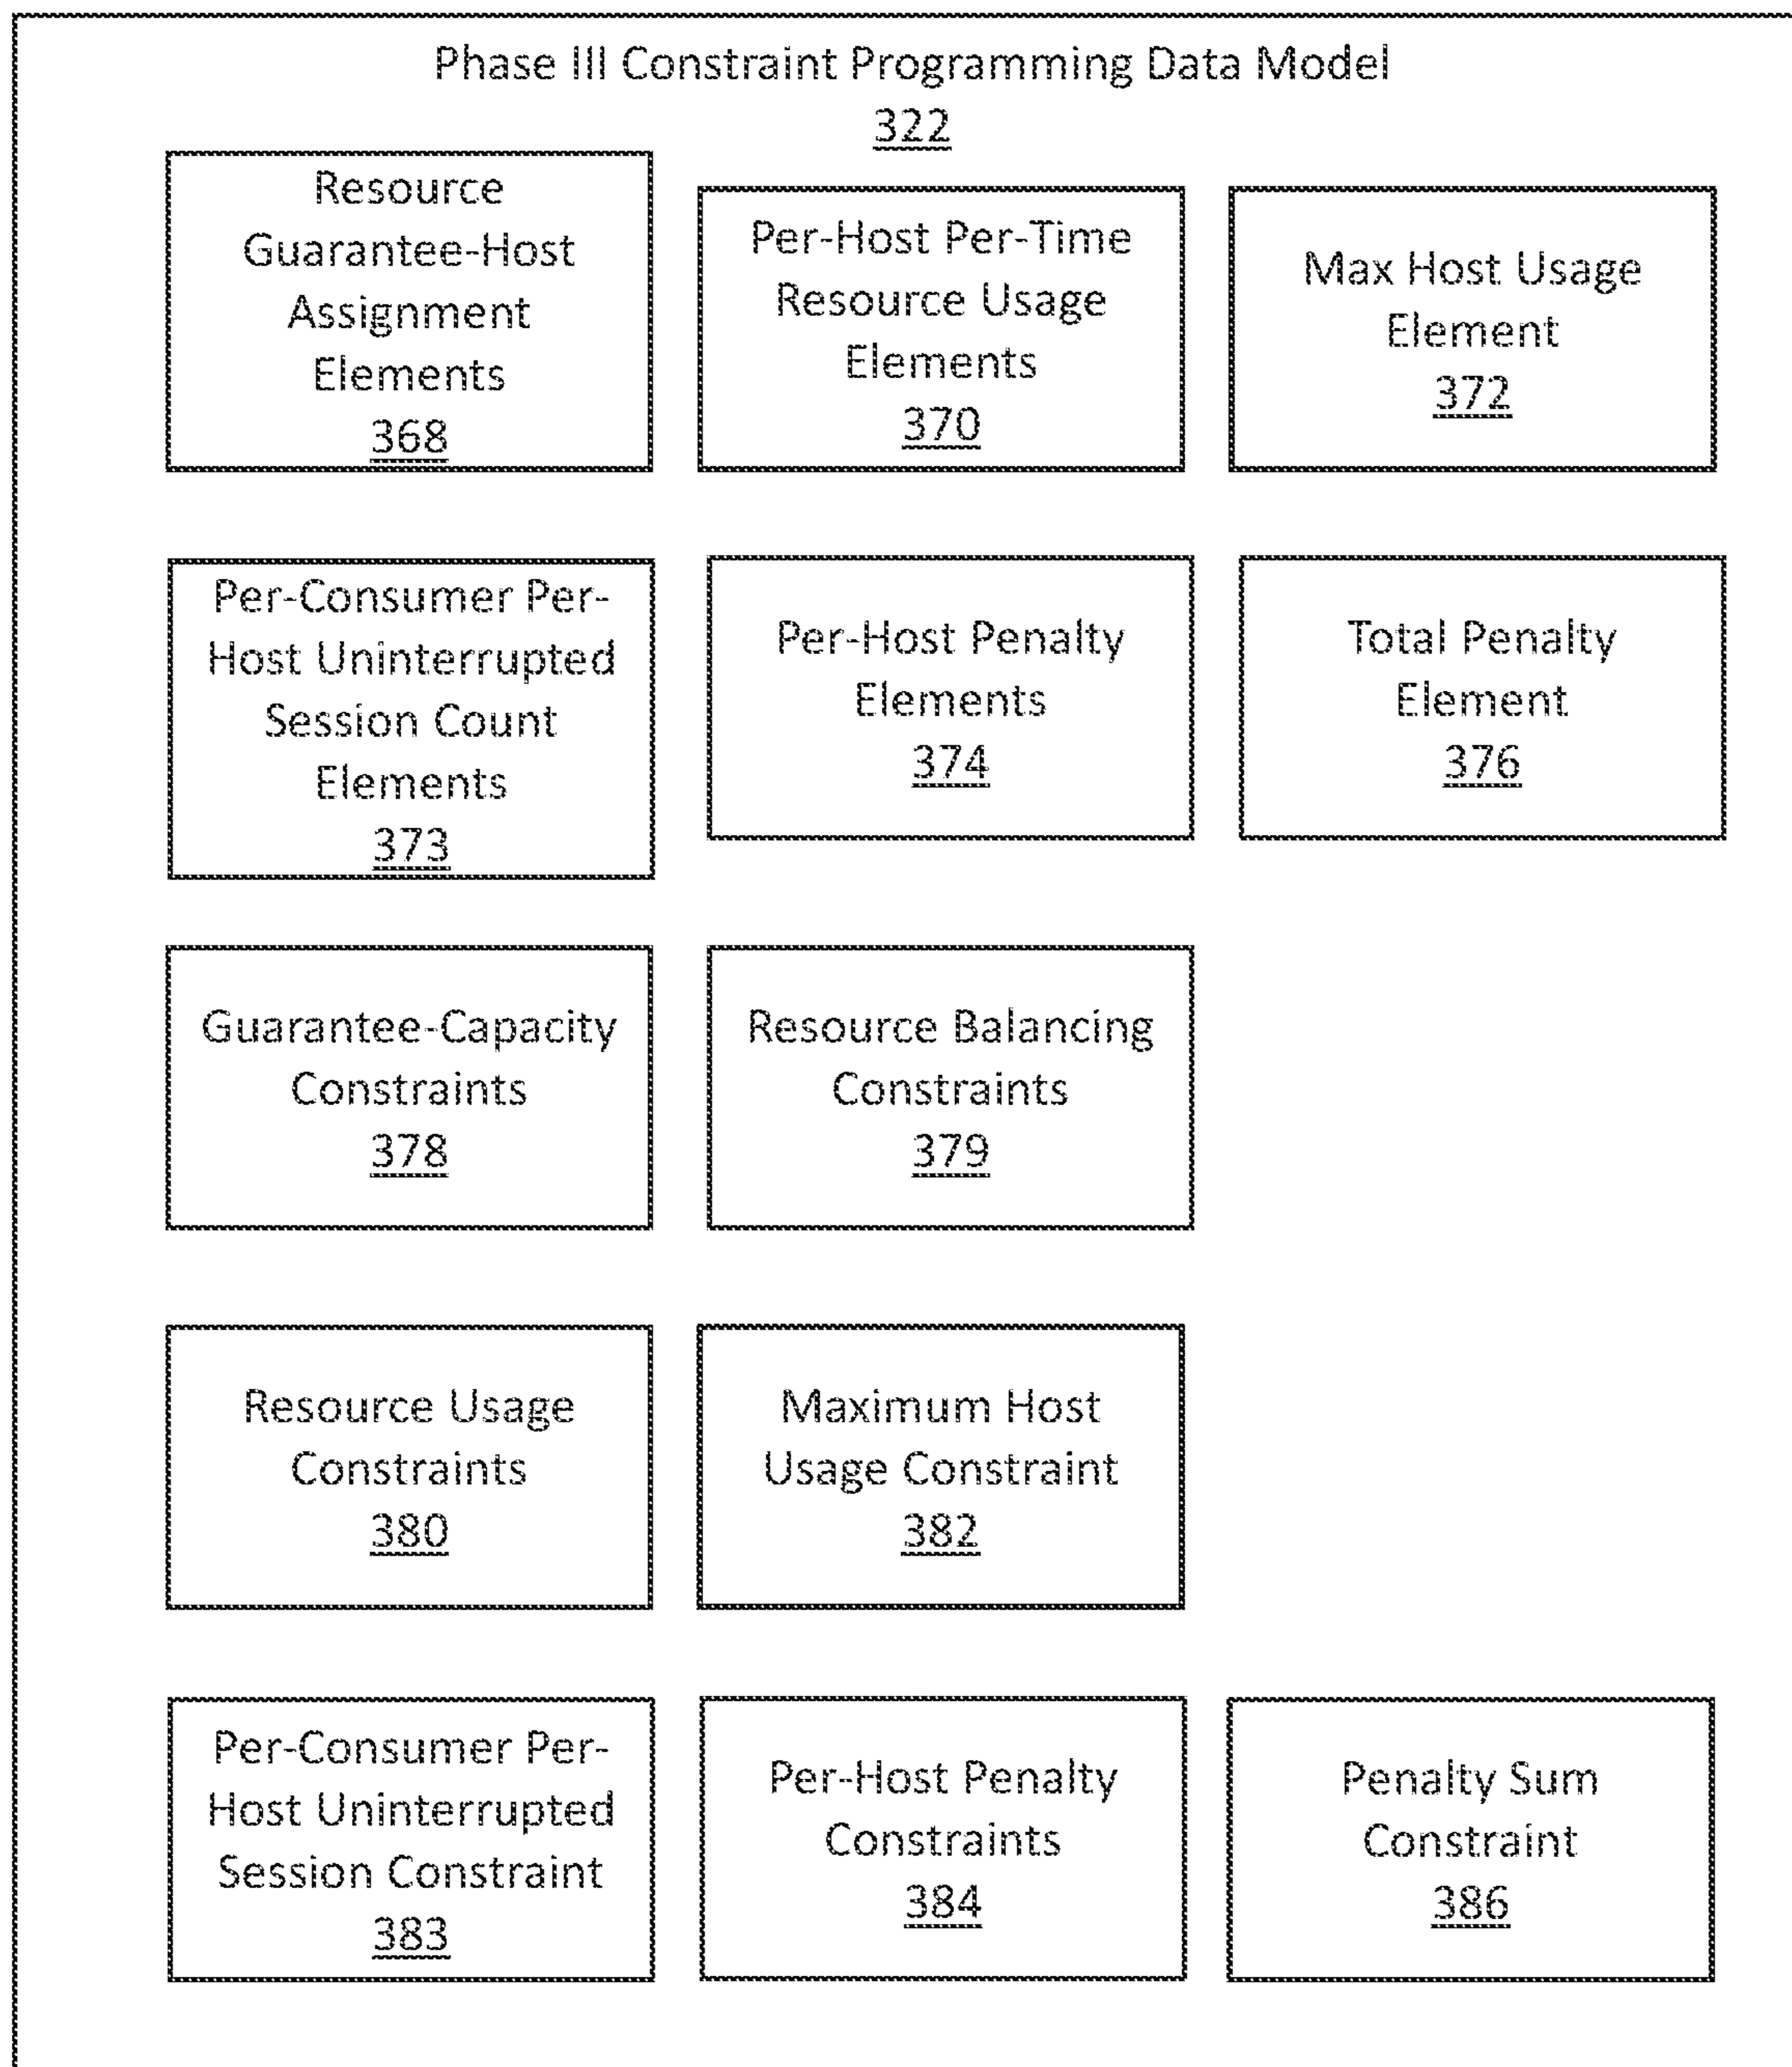 Phase III Constraint Programming Data Model
322
Resource
Guarantee-Host
Assignment
Elements
368
Per-Host Per-Time
Resource Usage
Elements
370
Max Host Usage
Element
372
Per-Consumer Per-
Host Uninterrupted
Session Count
Elements
373
Per-Host Penalty
Elements
374
Total Penalty
Element
376
Guarantee-Capacity
Constraints
378
Resource Balancing
Constraints
379
Resource Usage
Constraints
380
Maximum Host
Usage Constraint
382
Per-Consumer Per-
Host Uninterrupted
Session Constraint
383
Per-Host Penalty
Constraints
384
Penalty Sum
Constraint
386